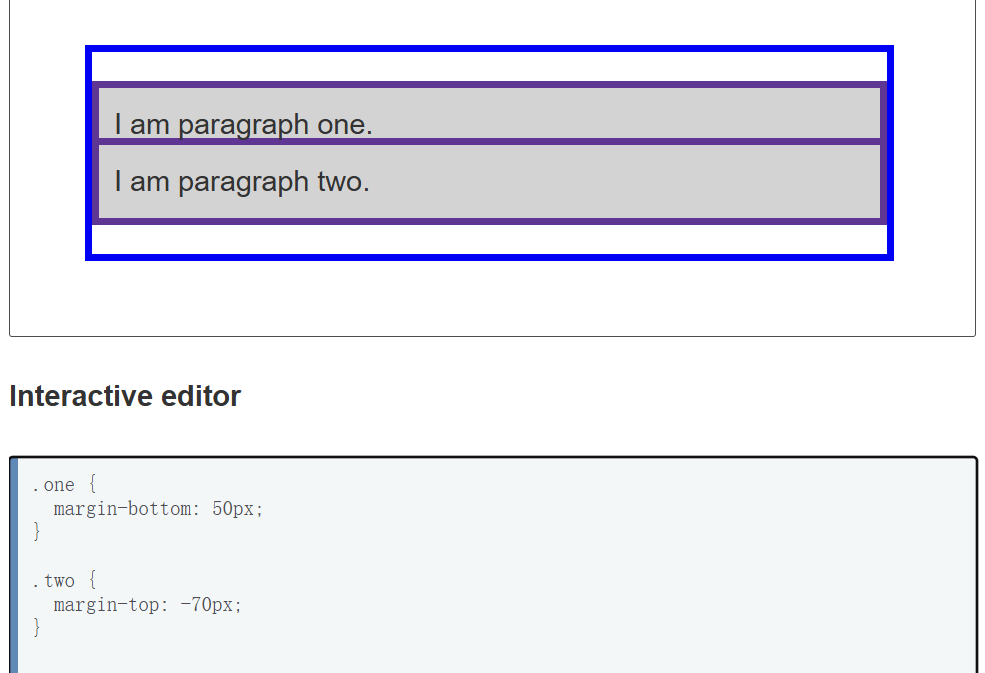 I am paragraph one.
I am paragraph two.
Interactive editor
.one {
  margin-bottom: 50px;
}
.two {
  margin-top: -70px;
}